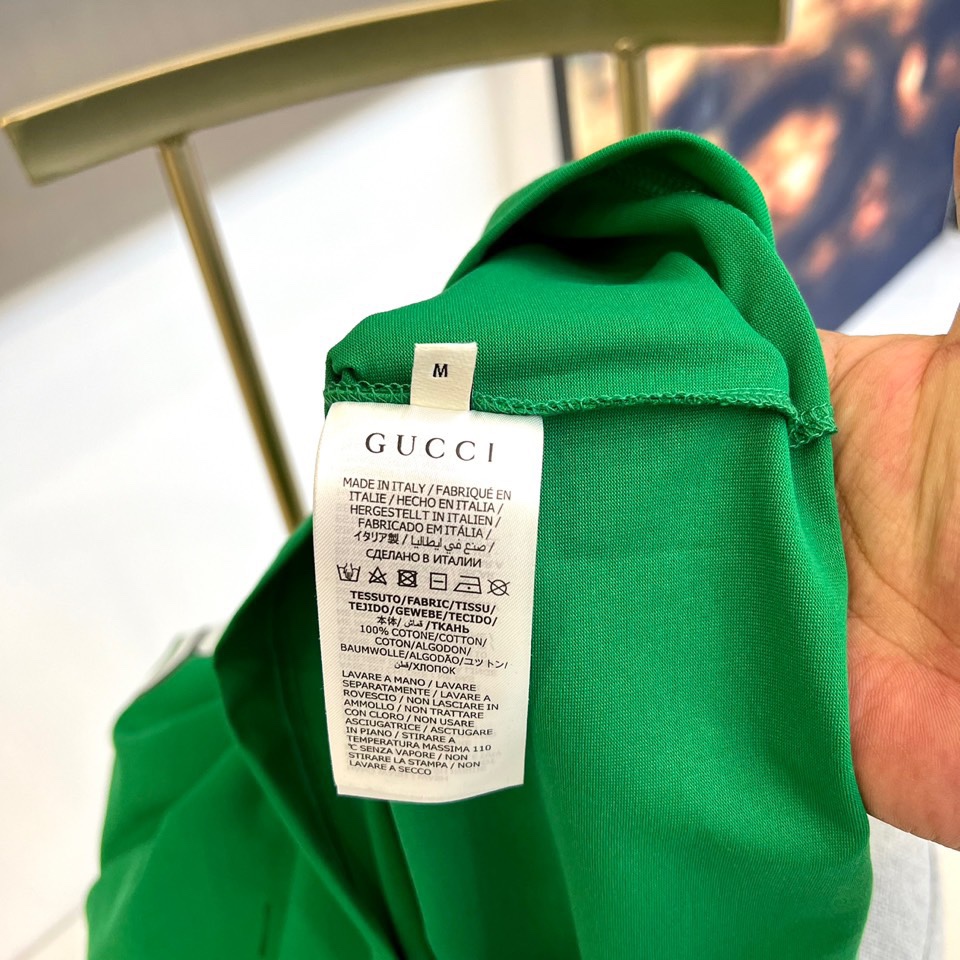 M
GUCCI
MADE IN ITALY / FABRIQUÉ EN
ITALIE / HECHO EN ITALIA /
HERGESTELLT IN ITALIEN /
FABRICADO EM ITÁLIA /
イタリア製 / صنع في ايطاليا /
СДЕЛАНО В ИТАЛИИ
TESSUTO/FABRIC/TISSU/
TEJIDO/GEWEBE/TECIDO/
本体/ قماش /ТКАНЬ
100% COTONE/COTTON/
COTON/ALGODON/
BAUMWOLLE/ALGODÃO/コットン/
قطن/ХЛОПОК
LAVARE A MANO / LAVARE
SEPARATAMENTE / LAVARE A
ROVESCIO / NON LASCIARE IN
AMMOLLO / NON TRATTARE
CON CLORO / NON USARE
ASCIUGATRICE / ASCTUGARE
IN PIANO / STIRARE A
TEMPERATURA MASSIMA 110
°C SENZA VAPORE / NON
STIRARE LA STAMPA / NON
LAVARE A SECCO